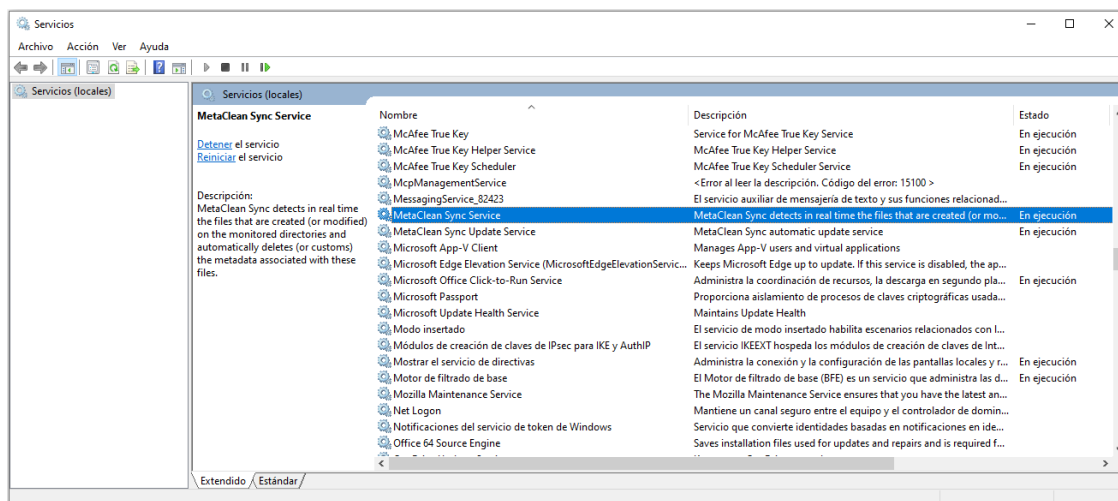 Servicios
Archivo Acción Ver Ayuda
Servicios (locales)
Servicios (locales)
MetaClean Sync Service
Detener el servicio
Reiniciar el servicio
Descripción:
MetaClean Sync detects in real time
the files that are created (or modified)
on the monitored directories and
automatically deletes (or customs)
the metadata associated with these
files.
Nombre Descripción Estado
McAfee True Key Service for McAfee True Key Service En ejecución
McAfee True Key Helper Service McAfee True Key Helper Service En ejecución
McAfee True Key Scheduler McAfee True Key Scheduler Service En ejecución
McpManagementService <Error al leer la descripción. Código del error: 15100 >
MessagingService_82423 El servicio auxiliar de mensajería de texto y sus funciones relacionad...
MetaClean Sync Service MetaClean Sync detects in real time the files that are created (or mo... En ejecución
MetaClean Sync Update Service MetaClean Sync automatic update service En ejecución
Microsoft App-V Client Manages App-V users and virtual applications
Microsoft Edge Elevation Service (MicrosoftEdgeElevationServic... Keeps Microsoft Edge up to update. If this service is disabled, the ap...
Microsoft Office Click-to-Run Service Administra la coordinación de recursos, la descarga en segundo pla... En ejecución
Microsoft Passport Proporciona aislamiento de procesos de claves criptográficas usada...
Microsoft Update Health Service Maintains Update Health
Modo insertado El servicio de modo insertado habilita escenarios relacionados con l...
Módulos de creación de claves de IPsec para IKE y AuthIP El servicio IKEEXT hospeda los módulos de creación de claves de Int...
Mostrar el servicio de directivas Administra la conexión y la configuración de las pantallas locales y r... En ejecución
Motor de filtrado de base El Motor de filtrado de base (BFE) es un servicio que administra las d... En ejecución
Mozilla Maintenance Service The Mozilla Maintenance Service ensures that you have the latest an...
Net Logon Mantiene un canal seguro entre el equipo y el controlador de domin...
Notificaciones del servicio de token de Windows Servicio que convierte identidades basadas en notificaciones en ide...
Office 64 Source Engine Saves installation files used for updates and repairs and is required f...
Extendido Estándar